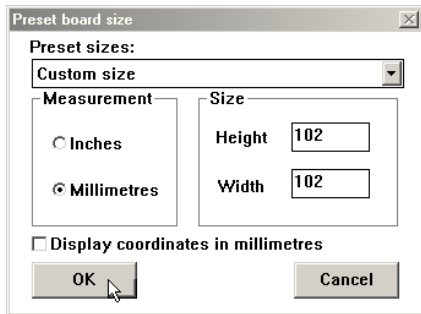 Preset board size
Preset sizes:
Custom size
Measurement
Size
Inches
Millimetres
Height 102
Width 102
Display coordinates in millimetres
OK Cancel